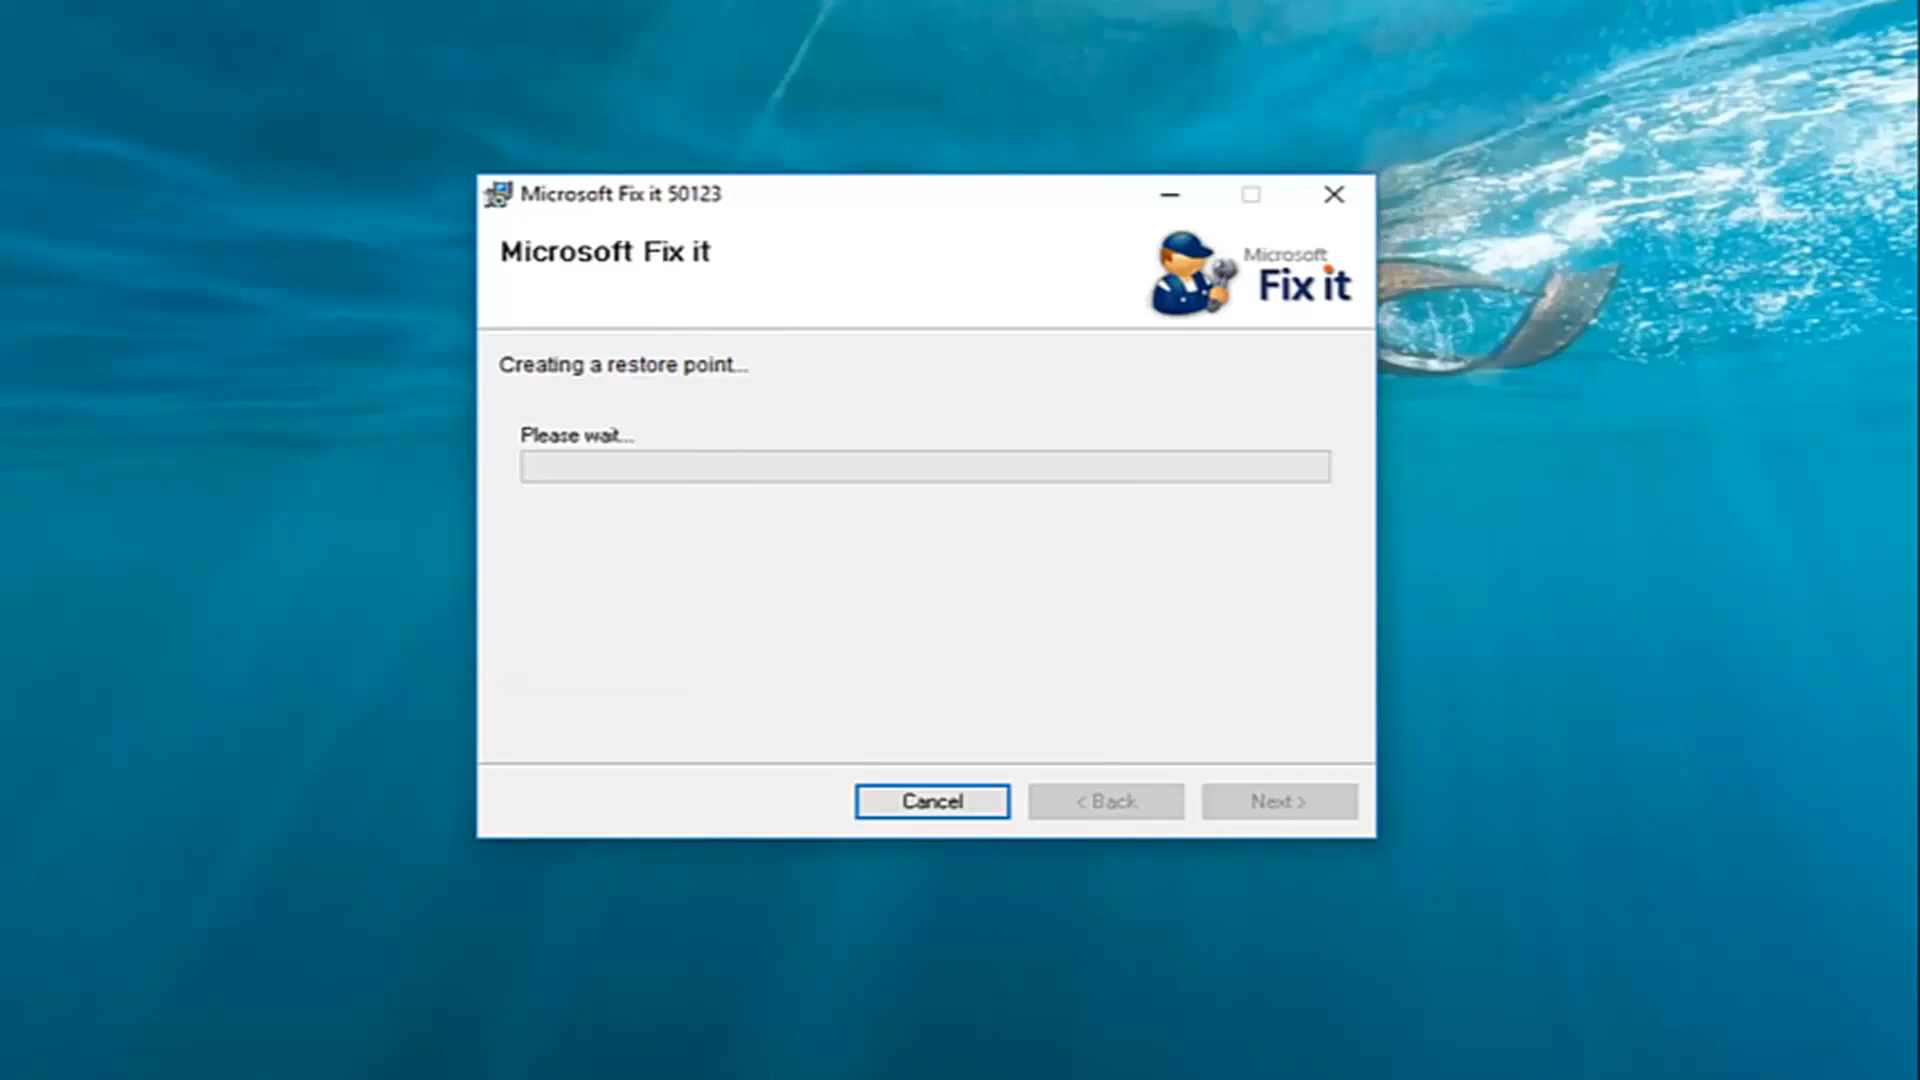 Microsoft Fix it 50123
Microsoft Fix it
Microsoft
Fix it
Creating a restore point...
Please wait...
Cancel
< Back
Next >